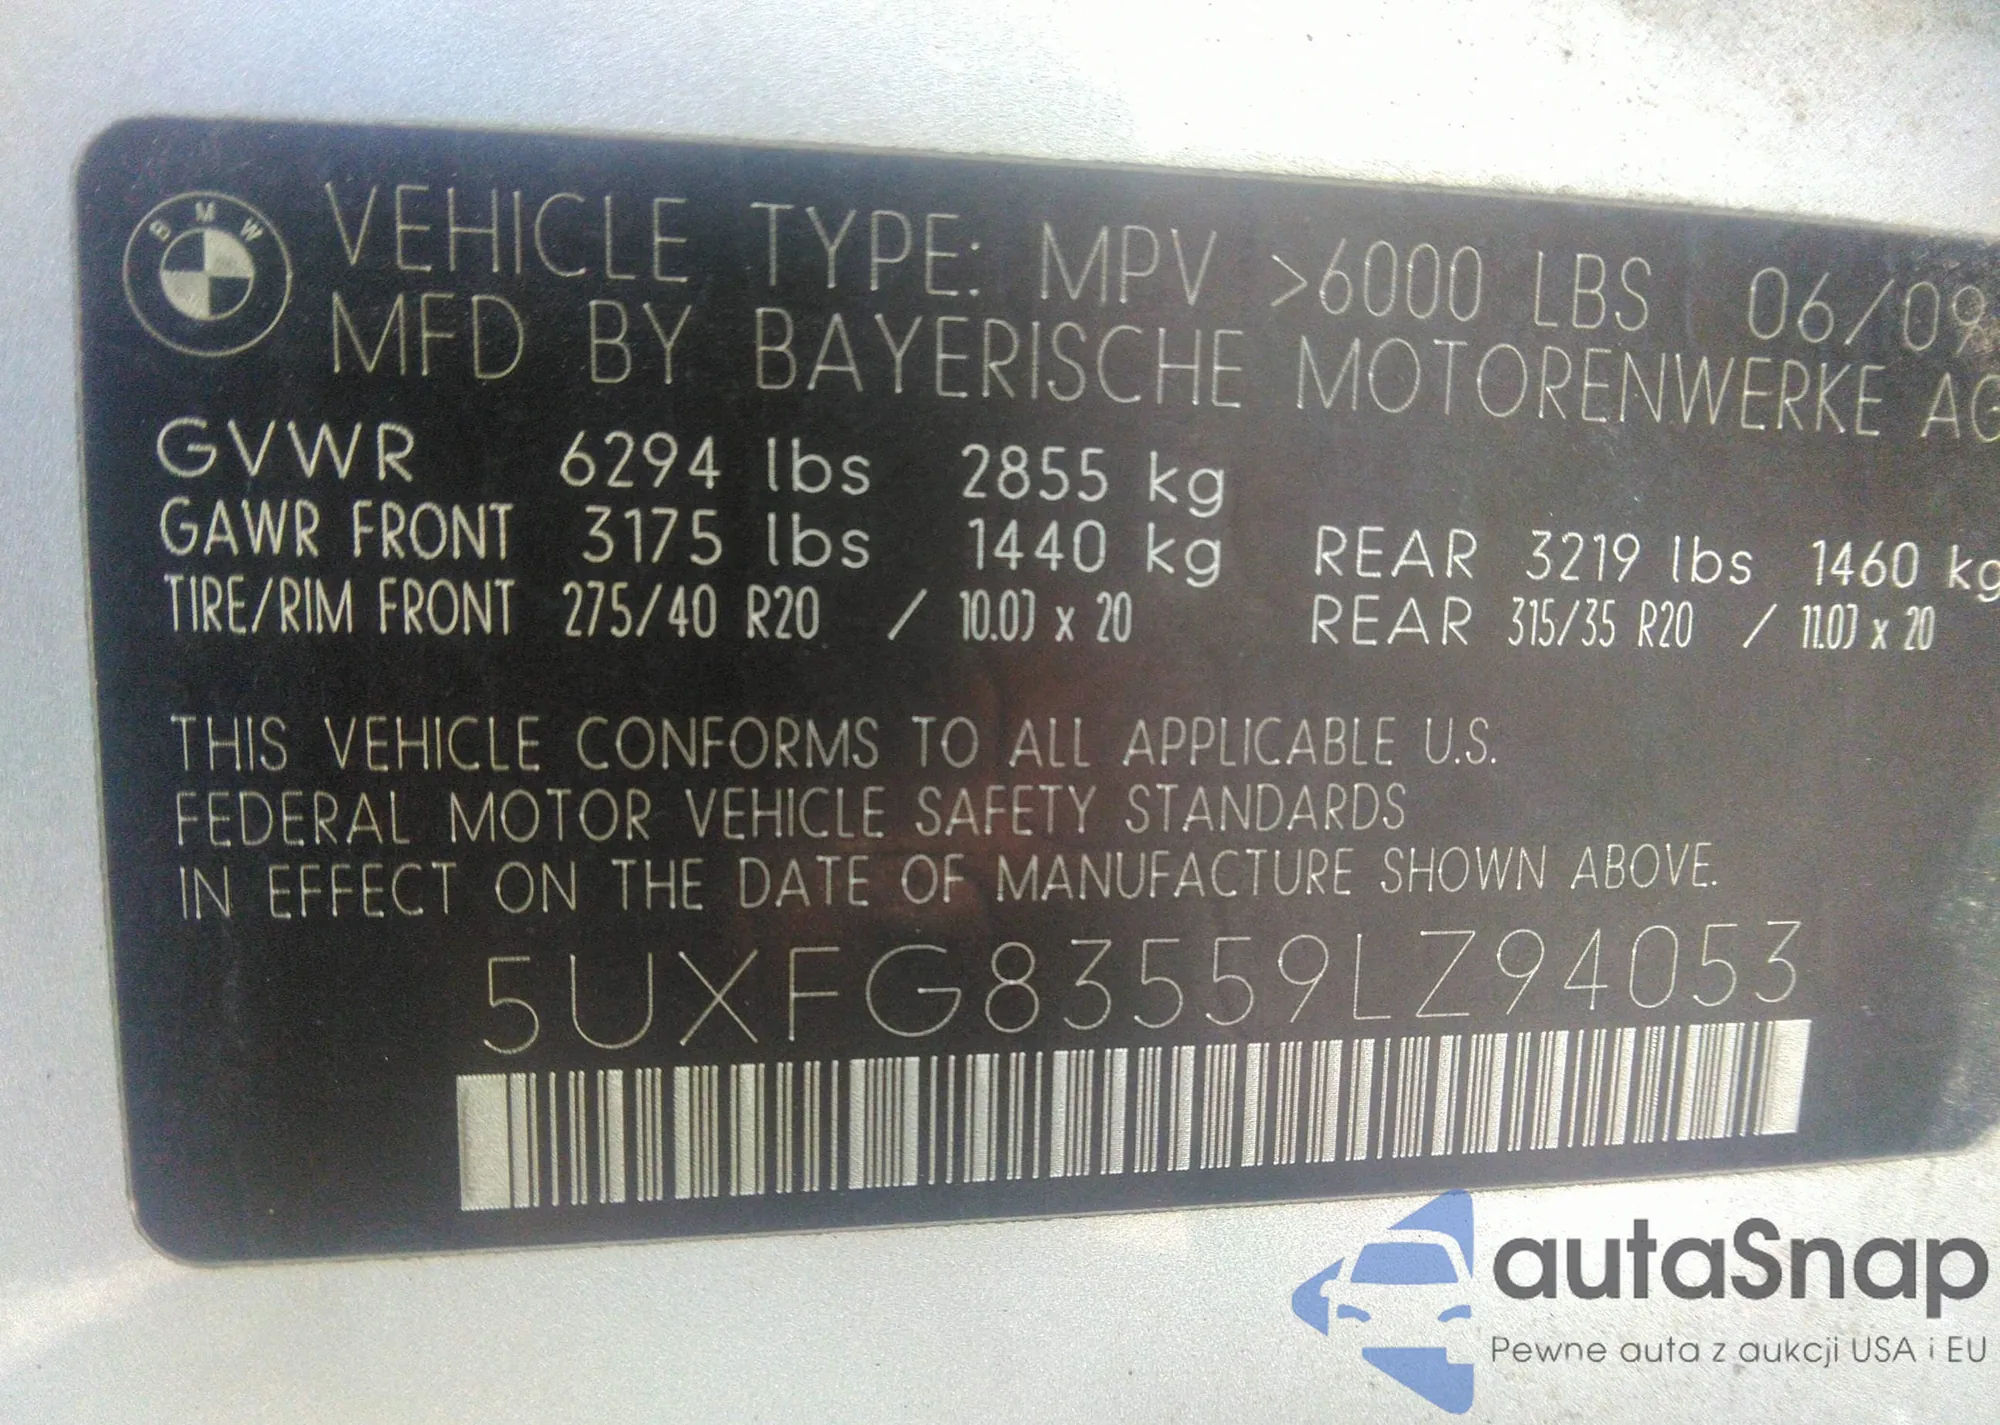 BMW
VEHICLE TYPE: MPV >6000 LBS 06/09
MFD BY BAYERISCHE MOTORENWERKE AG
GVWR 6294 lbs 2855 kg
GAWR FRONT 3175 lbs 1440 kg REAR 3219 lbs 1460 kg
TIRE/RIM FRONT 275/40 R20 / 10.0J x 20 REAR 315/35 R20 / 11.0J x 20
THIS VEHICLE CONFORMS TO ALL APPLICABLE U.S.
FEDERAL MOTOR VEHICLE SAFETY STANDARDS
IN EFFECT ON THE DATE OF MANUFACTURE SHOWN ABOVE.
5UXFG83559LZ94053
autaSnap
Pewne auta z aukcji USA i EU